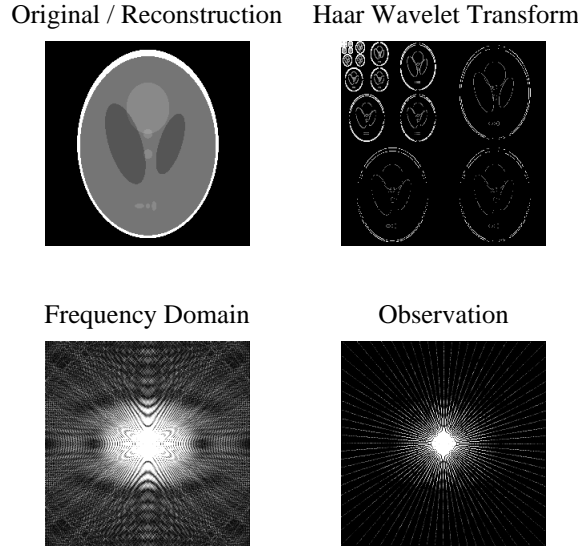 Original / Reconstruction
Haar Wavelet Transform
Frequency Domain
Observation